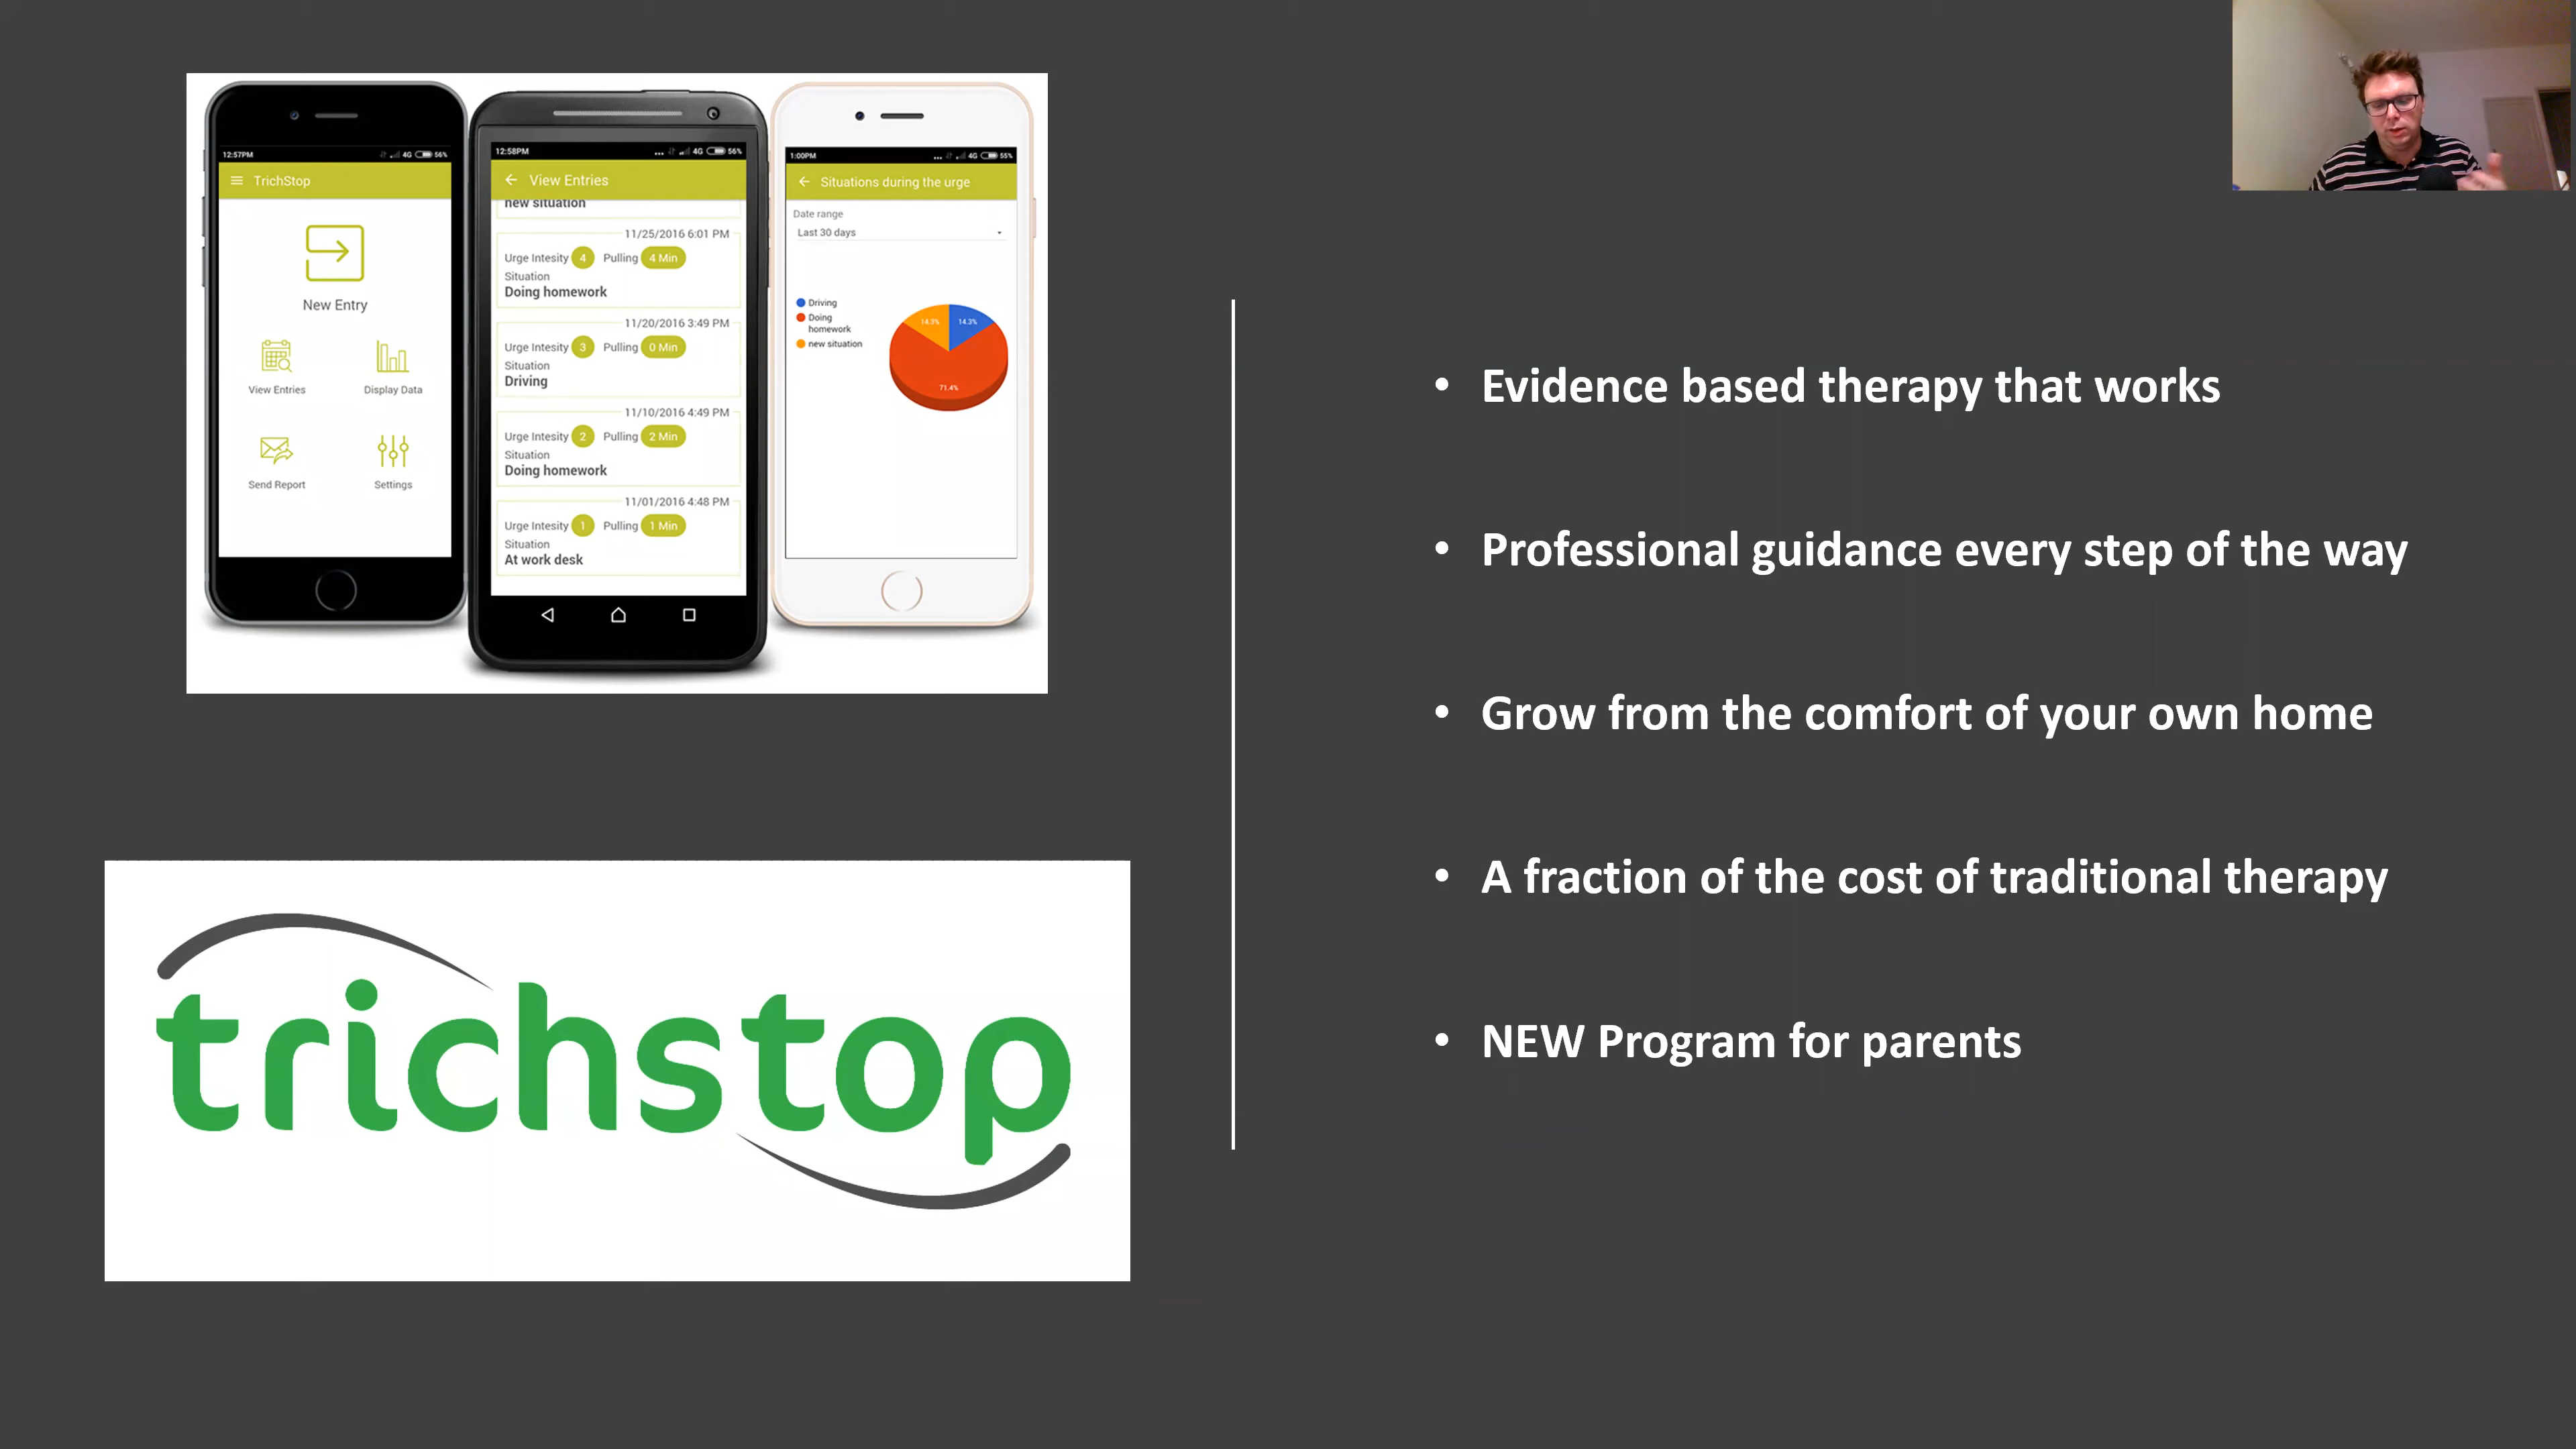 12:57PM
4G 56%
TrichStop
New Entry
View Entries
Display Data
Send Report
Settings
12:58PM
... 4G 56%
View Entries
new situation
11/25/2016 6:01 PM
Urge Intesity 4 Pulling 4 Min
Situation
Doing homework
11/20/2016 3:49 PM
Urge Intesity 3 Pulling 0 Min
Situation
Driving
11/10/2016 4:49 PM
Urge Intesity 2 Pulling 2 Min
Situation
Doing homework
11/01/2016 4:48 PM
Urge Intesity 1 Pulling 1 Min
Situation
At work desk
1:00PM
... 4G 55%
Situations during the urge
Date range
Last 30 days
Driving
Doing
homework
new situation
14.3% 14.3%
71.4%
trichstop
• Evidence based therapy that works
• Professional guidance every step of the way
• Grow from the comfort of your own home
• A fraction of the cost of traditional therapy
• NEW Program for parents